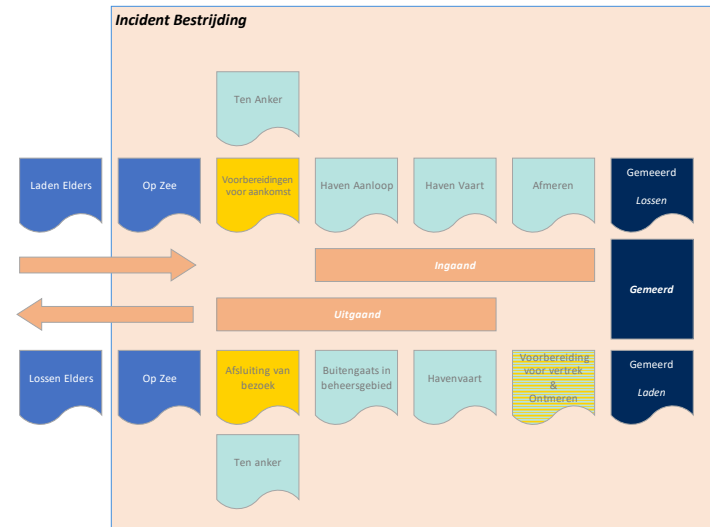 Incident Bestrijding
Ten Anker
Laden Elders
Op Zee
Voorbereidingen
voor aankomst
Haven Aanloop
Haven Vaart
Afmeren
Gemeeerd
Lossen
Ingaand
Gemeerd
Uitgaand
Lossen Elders
Op Zee
Afsluiting van
bezoek
Buitengaats in
beheersgebied
Havenvaart
Voorbereiding
voor vertrek
&
Ontmeren
Gemeerd
Laden
Ten anker